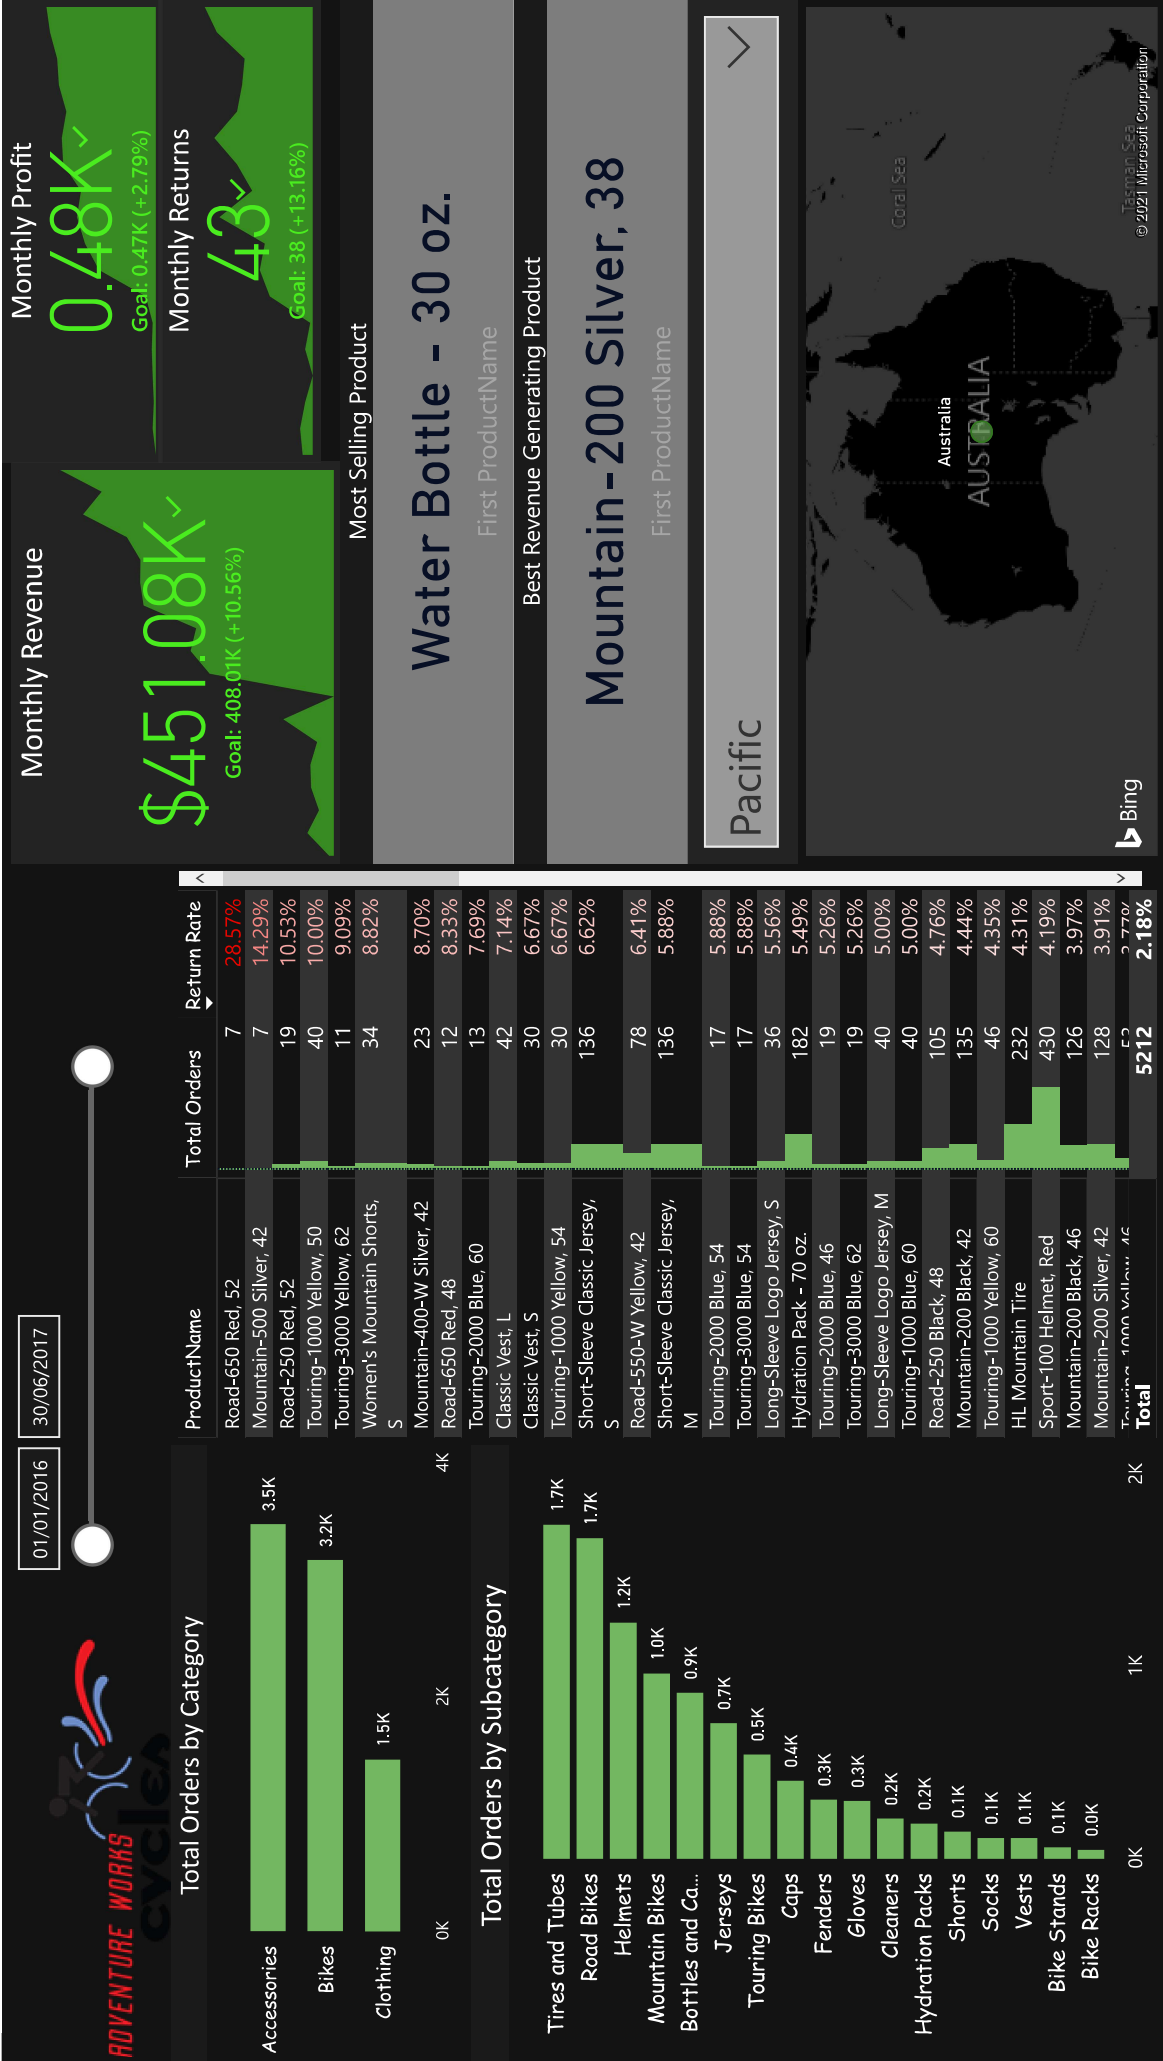 ADVENTURE WORKS
cycles
01/01/2016
30/06/2017
Total Orders by Category
Accessories 3.5K
Bikes 3.2K
Clothing 1.5K
0K 2K 4K
Total Orders by Subcategory
Tires and Tubes 1.7K
Road Bikes 1.7K
Helmets 1.2K
Mountain Bikes 1.0K
Bottles and Ca... 0.9K
Jerseys 0.7K
Touring Bikes 0.5K
Caps 0.4K
Fenders 0.3K
Gloves 0.3K
Cleaners 0.2K
Hydration Packs 0.2K
Shorts 0.1K
Socks 0.1K
Vests 0.1K
Bike Stands 0.1K
Bike Racks 0.0K
0K 1K 2K
ProductName Total Orders Return Rate
Road-650 Red, 52 7 28.57%
Mountain-500 Silver, 42 7 14.29%
Road-250 Red, 52 19 10.53%
Touring-1000 Yellow, 50 40 10.00%
Touring-3000 Yellow, 62 11 9.09%
Women's Mountain Shorts, 34 8.82%
S
Mountain-400-W Silver, 42 23 8.70%
Road-650 Red, 48 12 8.33%
Touring-2000 Blue, 60 13 7.69%
Classic Vest, L 42 7.14%
Classic Vest, S 30 6.67%
Touring-1000 Yellow, 54 30 6.67%
Short-Sleeve Classic Jersey, 136 6.62%
S
Road-550-W Yellow, 42 78 6.41%
Short-Sleeve Classic Jersey, 136 5.88%
M
Touring-2000 Blue, 54 17 5.88%
Touring-3000 Blue, 54 17 5.88%
Long-Sleeve Logo Jersey, S 36 5.56%
Hydration Pack - 70 oz. 182 5.49%
Touring-2000 Blue, 46 19 5.26%
Touring-3000 Blue, 62 19 5.26%
Long-Sleeve Logo Jersey, M 40 5.00%
Touring-1000 Blue, 60 40 5.00%
Road-250 Black, 48 105 4.76%
Mountain-200 Black, 42 135 4.44%
Touring-1000 Yellow, 60 46 4.35%
HL Mountain Tire 232 4.31%
Sport-100 Helmet, Red 430 4.19%
Mountain-200 Black, 46 126 3.97%
Mountain-200 Silver, 42 128 3.91%
Touring-1000 Yellow, 46 53 3.77%
Total 5212 2.18%
Monthly Revenue
$451.08K
Goal: 408.01K (+10.56%)
Monthly Profit
0.48K
Goal: 0.47K (+2.79%)
Monthly Returns
43
Goal: 38 (+13.16%)
Most Selling Product
Water Bottle - 30 oz.
First ProductName
Best Revenue Generating Product
Mountain-200 Silver, 38
First ProductName
Pacific
Coral Sea
Australia
AUSTRALIA
Tasman Sea
Bing
© 2021 Microsoft Corporation